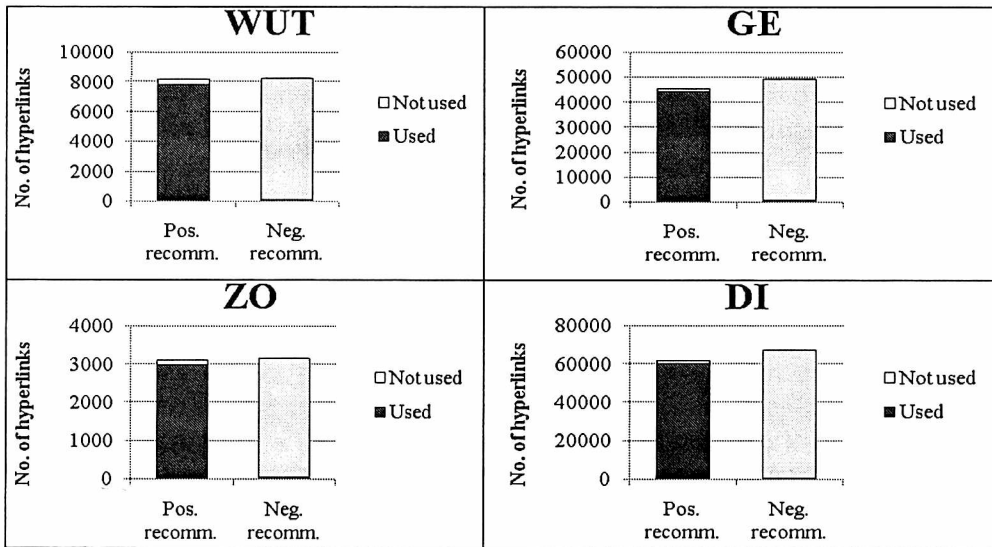 WUT
No. of hyperlinks
10000
8000
6000
4000
2000
0
Pos.
recomm.
Neg.
recomm.
Not used
Used
GE
No. of hyperlinks
60000
50000
40000
30000
20000
10000
0
Pos.
recomm.
Neg.
recomm.
Not used
Used
ZO
No. of hyperlinks
4000
3000
2000
1000
0
Pos.
recomm.
Neg.
recomm.
Not used
Used
DI
No. of hyperlinks
80000
60000
40000
20000
0
Pos.
recomm.
Neg.
recomm.
Not used
Used